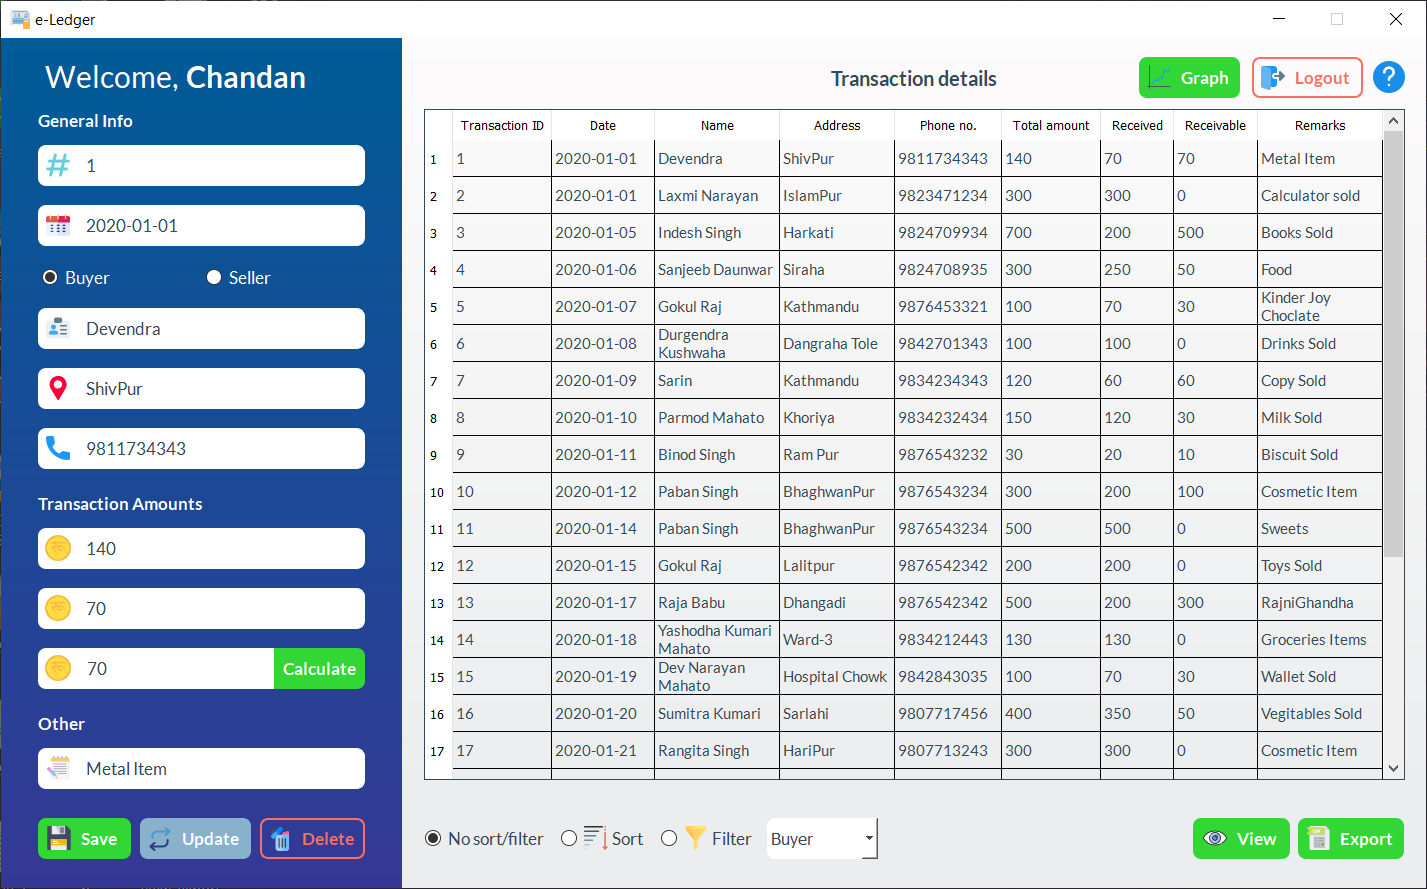 e-Ledger
Welcome, Chandan
General Info
1
2020-01-01
Buyer Seller
Devendra
ShivPur
9811734343
Transaction Amounts
140
70
70 Calculate
Other
Metal Item
Save Update Delete
Transaction details
Graph Logout ?
Transaction ID Date Name Address Phone no. Total amount Received Receivable Remarks
1 1 2020-01-01 Devendra ShivPur 9811734343 140 70 70 Metal Item
2 2 2020-01-01 Laxmi Narayan IslamPur 9823471234 300 300 0 Calculator sold
3 3 2020-01-05 Indesh Singh Harkati 9824709934 700 200 500 Books Sold
4 4 2020-01-06 Sanjeeb Daunwar Siraha 9824708935 300 250 50 Food
5 5 2020-01-07 Gokul Raj Kathmandu 9876453321 100 70 30 Kinder Joy
Choclate
6 6 2020-01-08 Durgendra
Kushwaha Dangraha Tole 9842701343 100 100 0 Drinks Sold
7 7 2020-01-09 Sarin Kathmandu 9834234343 120 60 60 Copy Sold
8 8 2020-01-10 Parmod Mahato Khoriya 9834232434 150 120 30 Milk Sold
9 9 2020-01-11 Binod Singh Ram Pur 9876543232 30 20 10 Biscuit Sold
10 10 2020-01-12 Paban Singh BhaghwanPur 9876543234 300 200 100 Cosmetic Item
11 11 2020-01-14 Paban Singh BhaghwanPur 9876543234 500 500 0 Sweets
12 12 2020-01-15 Gokul Raj Lalitpur 9876542342 200 200 0 Toys Sold
13 13 2020-01-17 Raja Babu Dhangadi 9876542342 500 200 300 RajniGhandha
14 14 2020-01-18 Yashodha Kumari
Mahato Ward-3 9834212443 130 130 0 Groceries Items
15 15 2020-01-19 Dev Narayan
Mahato Hospital Chowk 9842843035 100 70 30 Wallet Sold
16 16 2020-01-20 Sumitra Kumari Sarlahi 9807717456 400 350 50 Vegitables Sold
17 17 2020-01-21 Rangita Singh HariPur 9807713243 300 300 0 Cosmetic Item
No sort/filter Sort Filter Buyer View Export